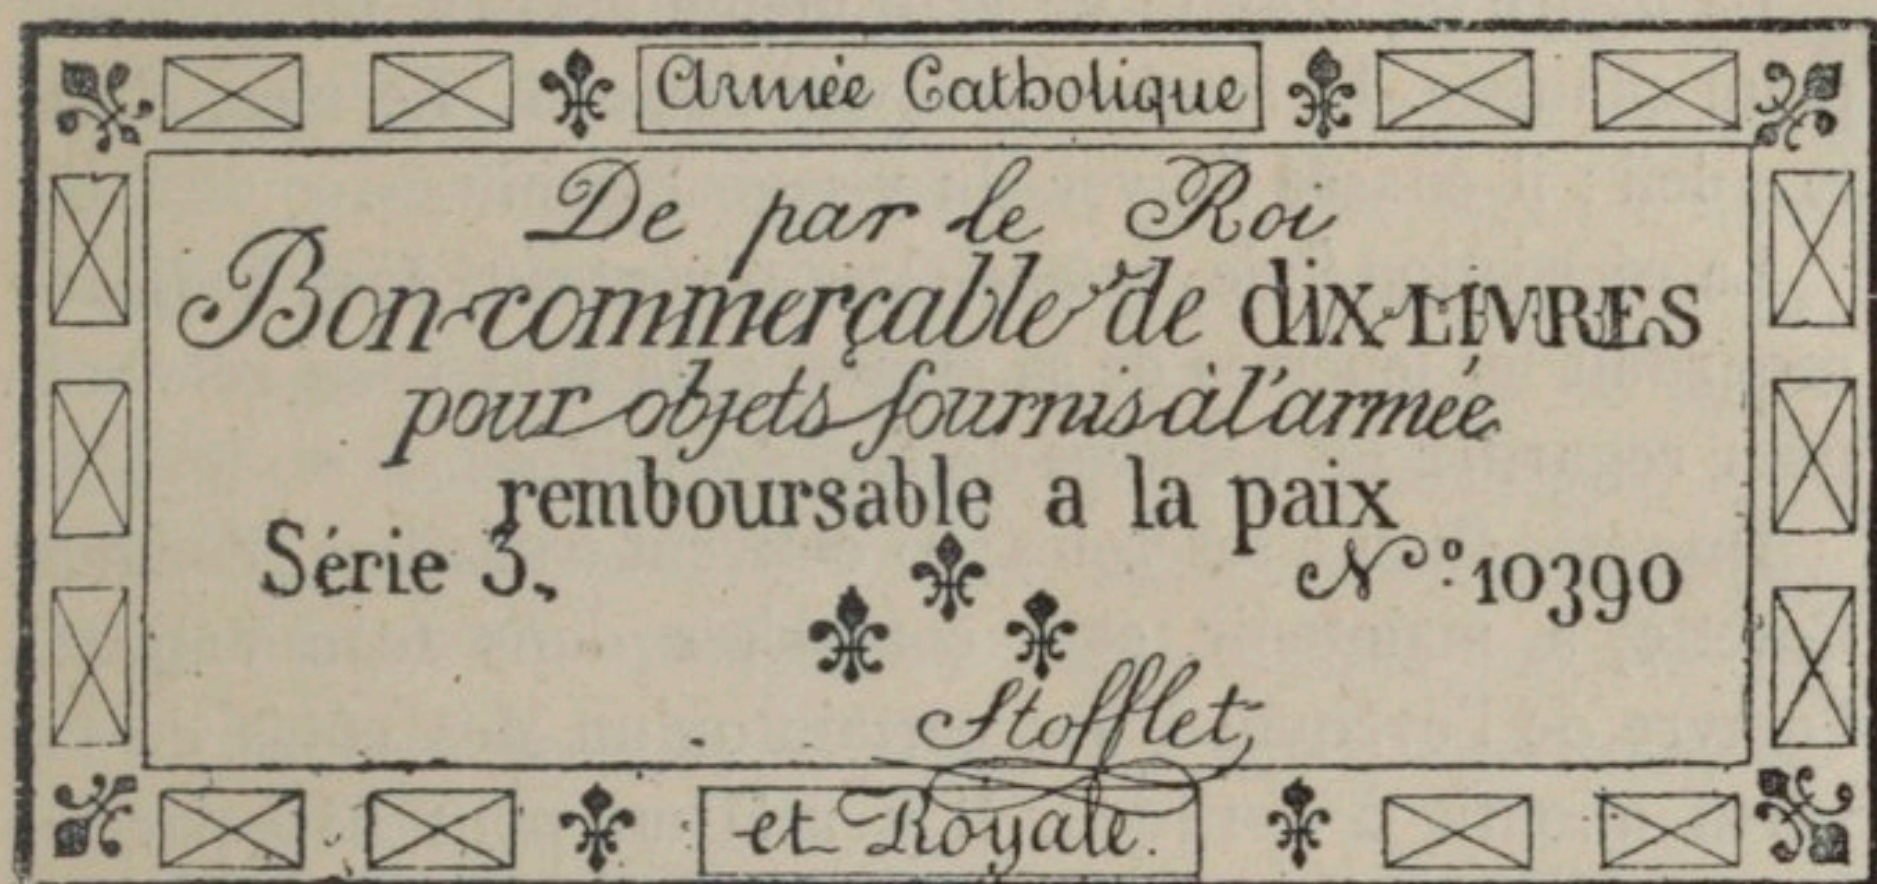 Armée Catholique
De par le Roi
Bon commerçable de dix LIVRES
pour objets fournis à l'armée
remboursable a la paix
Série 3,
N.º 10390
Stofflet
et Royale.